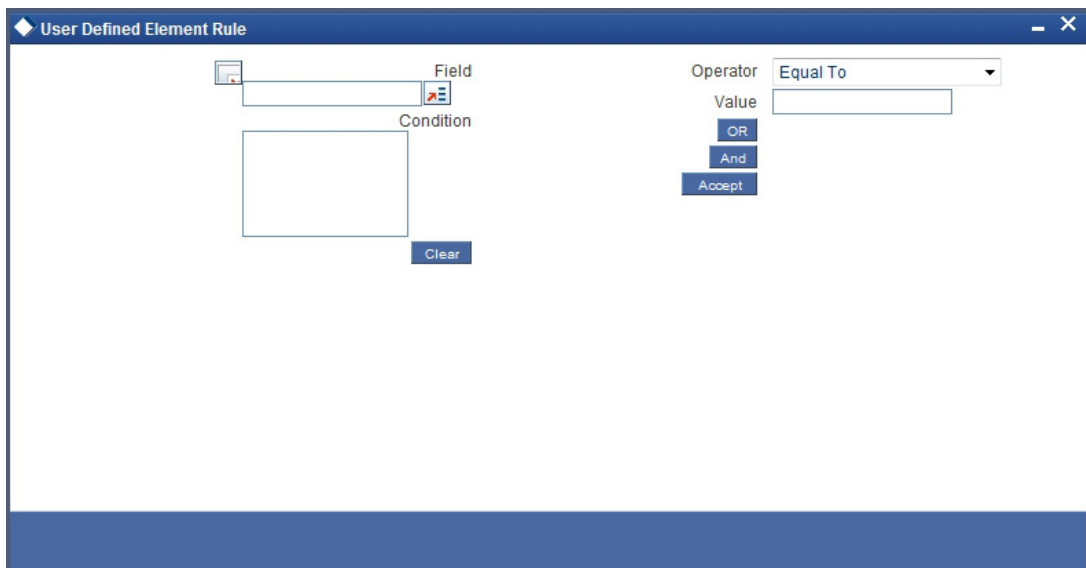 User Defined Element Rule
Field
Condition
Clear
Operator Equal To
Value
OR
And
Accept